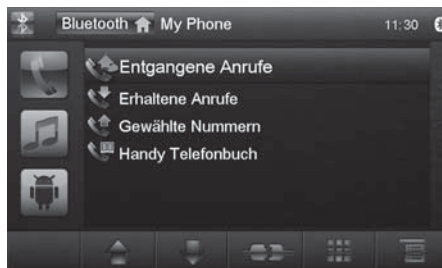 Bluetooth My Phone 11:30
Entgangene Anrufe
Erhaltene Anrufe
Gewählte Nummern
Handy Telefonbuch